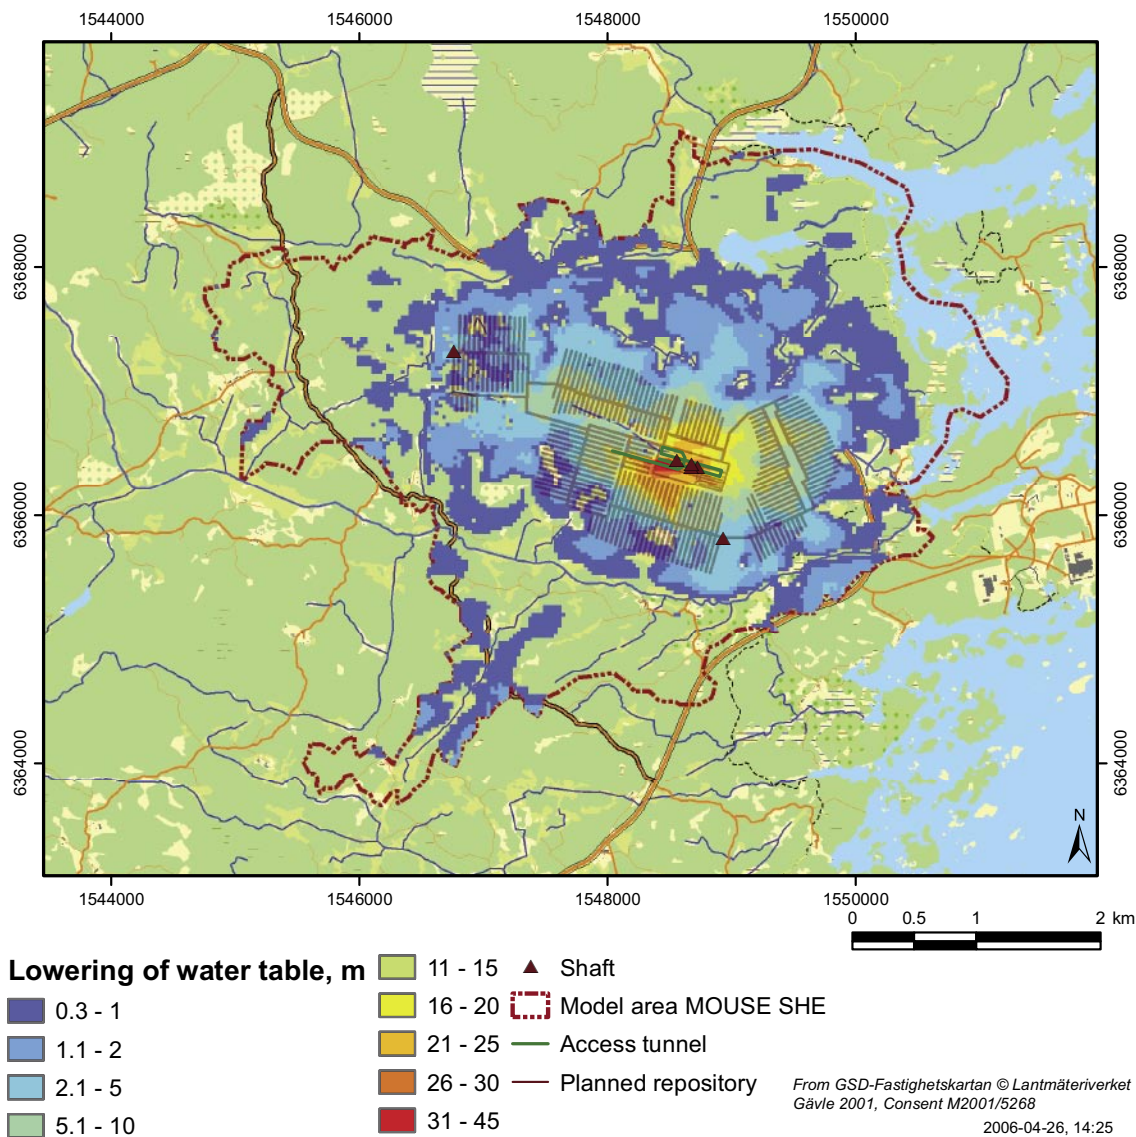 1544000 1546000 1548000 1550000
6368000 6368000
6366000 6366000
6364000 6364000
N
1544000 1546000 1548000 1550000
0 0.5 1 2 km
Lowering of water table, m
0.3 - 1
1.1 - 2
2.1 - 5
5.1 - 10
11 - 15
16 - 20
21 - 25
26 - 30
31 - 45
Shaft
Model area MOUSE SHE
Access tunnel
Planned repository
From GSD-Fastighetskartan © Lantmäteriverket
Gävle 2001, Consent M2001/5268
2006-04-26, 14:25